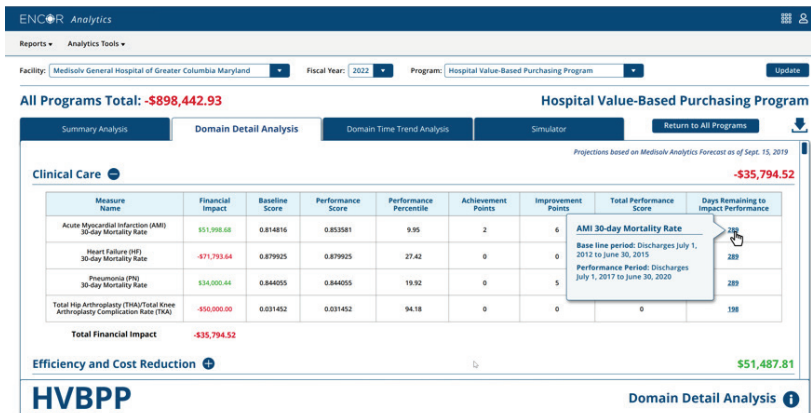 ENCOR Analytics
Reports Analytics Tools
Facility: Medisolv General Hospital of Greater Columbia Maryland Fiscal Year: 2022 Program: Hospital Value-Based Purchasing Program Update
All Programs Total: -$898,442.93 Hospital Value-Based Purchasing Program
Summary Analysis Domain Detail Analysis Domain Time Trend Analysis Simulator Return to All Programs
Projections based on Medisolv Analytics Forecast as of Sept. 15, 2019
Clinical Care -$35,794.52
Measure Name Financial Impact Baseline Score Performance Score Performance Percentile Achievement Points Improvement Points Total Performance Score Days Remaining to Impact Performance
Acute Myocardial Infarction (AMI) 30-day Mortality Rate $51,998.68 0.814816 0.853581 9.95 2 6 289
Heart Failure (HF) 30-day Mortality Rate -$71,793.64 0.879925 0.879925 27.42 0 0 289
Pneumonia (PN) 30-day Mortality Rate $34,000.44 0.844055 0.844055 19.92 0 5 289
Total Hip Arthroplasty (THA)/Total Knee Arthroplasty Complication Rate (TKA) -$50,000.00 0.031452 0.031452 94.18 0 0 0 198
AMI 30-day Mortality Rate
Base line period: Discharges July 1, 2012 to June 30, 2015
Performance Period: Discharges July 1, 2017 to June 30, 2020
Total Financial Impact -$35,794.52
Efficiency and Cost Reduction $51,487.81
HVBPP Domain Detail Analysis